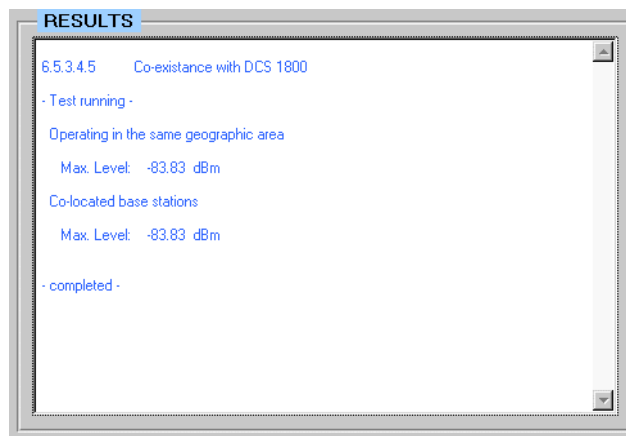 RESULTS
6.5.3.4.5 Co-existance with DCS 1800
- Test running -
Operating in the same geographic area
Max. Level: -83.83 dBm
Co-located base stations
Max. Level: -83.83 dBm
- completed -